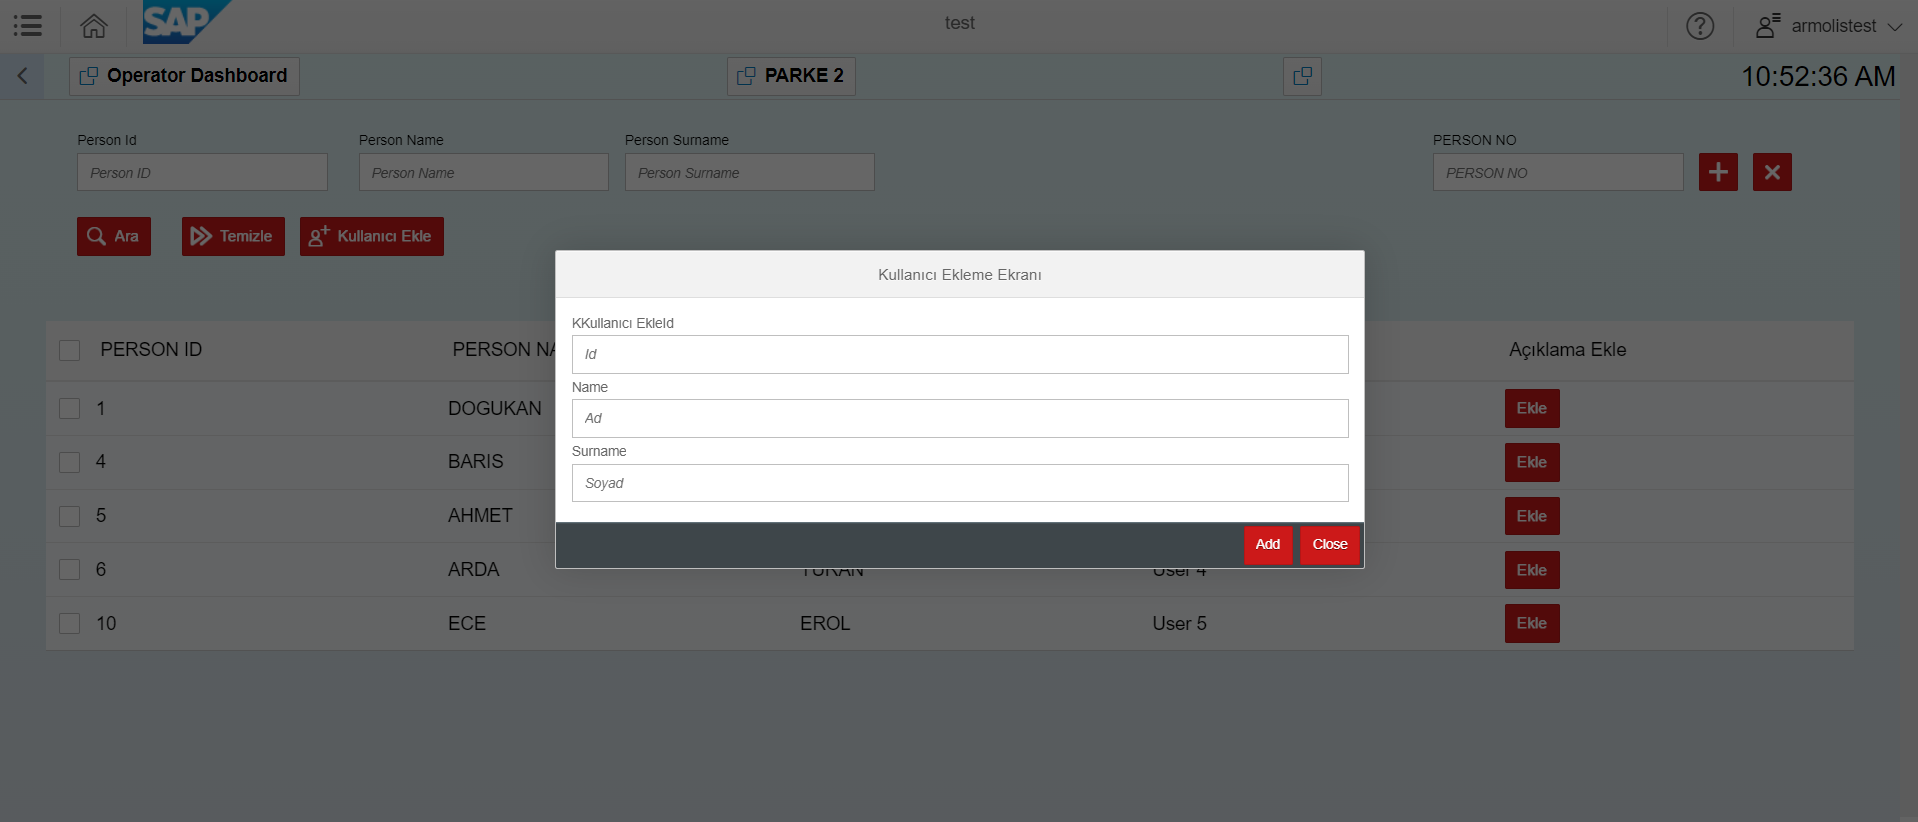 SAP
test
armolistest
Operator Dashboard
PARKE 2
10:52:36 AM
Person Id
Person Name
Person Surname
PERSON NO
Person ID
Person Name
Person Surname
PERSON NO
Ara
Temizle
Kullanıcı Ekle
Kullanıcı Ekleme Ekranı
KKullanıcı EkleId
Id
Name
Ad
Surname
Soyad
Add
Close
PERSON ID
PERSON NA
Açıklama Ekle
1
DOGUKAN
Ekle
4
BARIS
Ekle
5
AHMET
Ekle
6
ARDA
TURAN
User 4
Ekle
10
ECE
EROL
User 5
Ekle